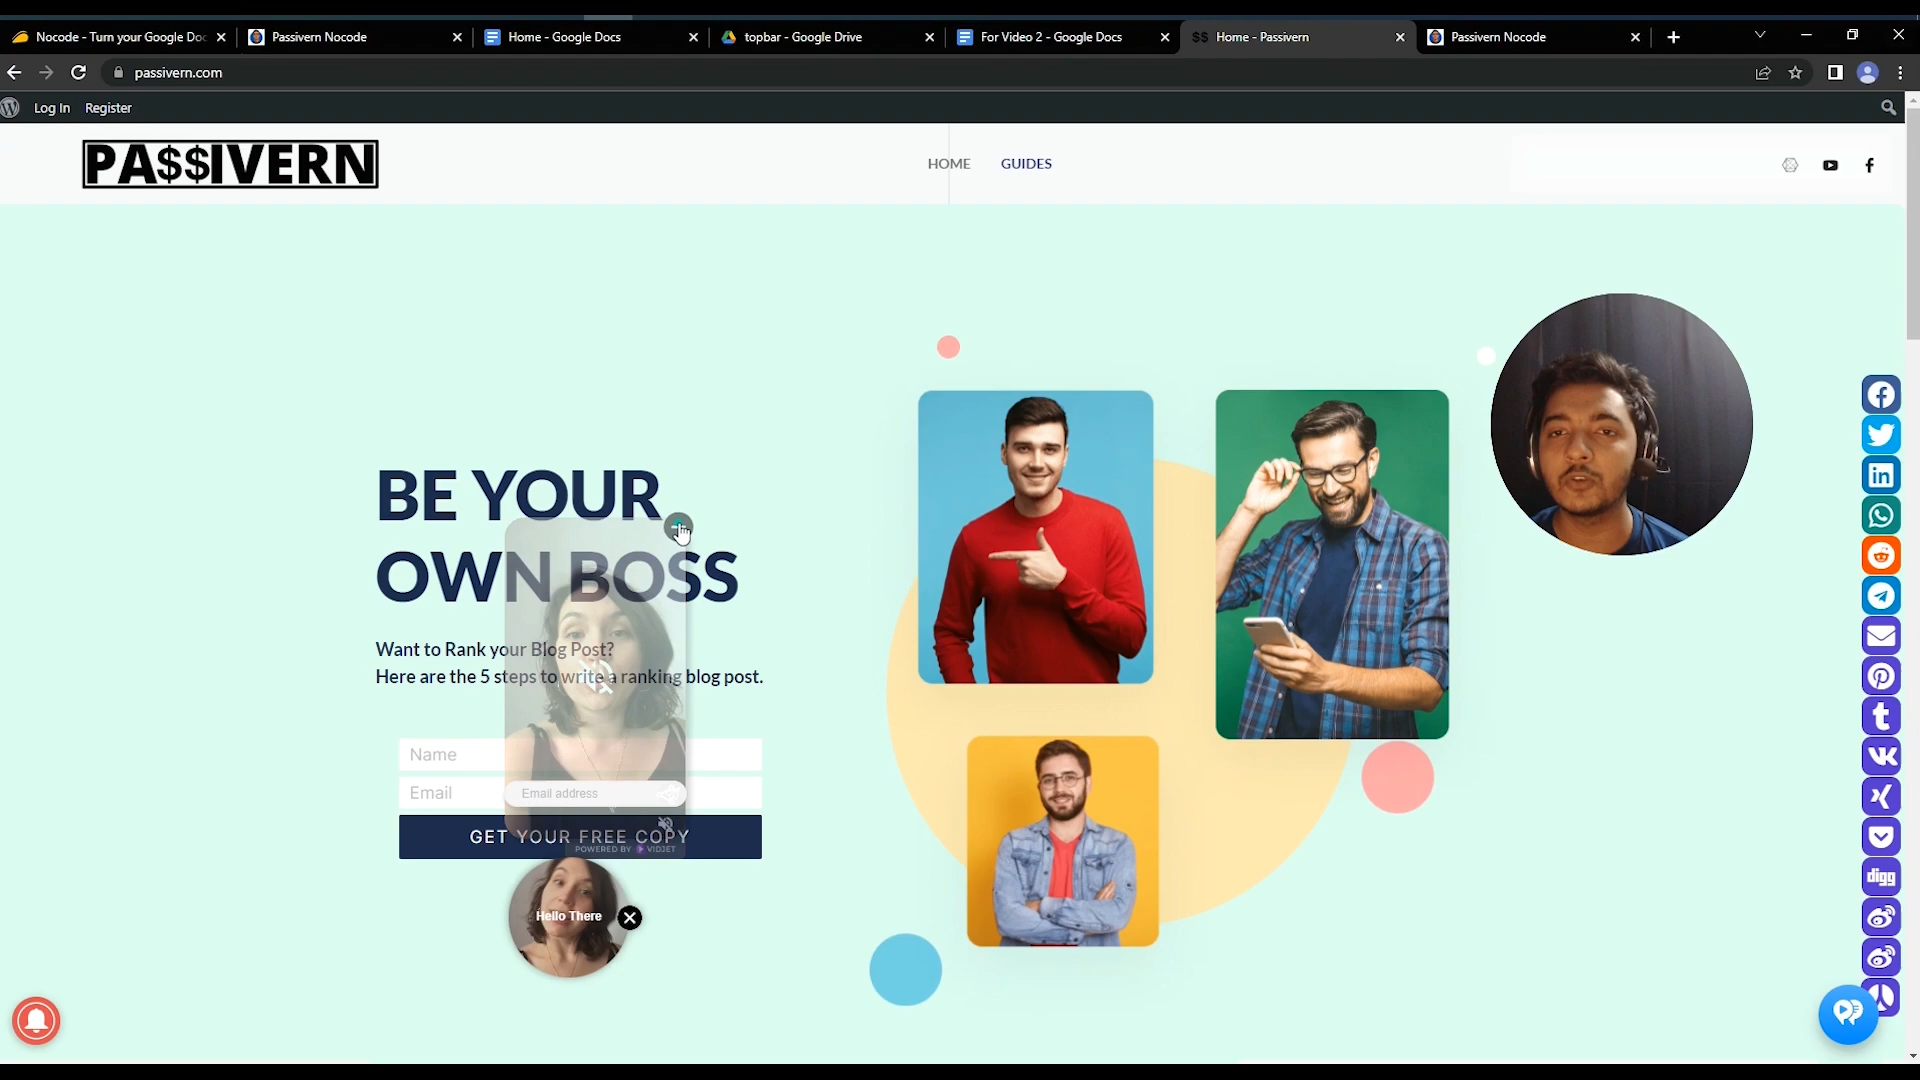 Nocode - Turn your Google Doc
Passivern Nocode
Home - Google Docs
topbar - Google Drive
For Video 2 - Google Docs
$$ Home - Passivern
Passivern Nocode
passivern.com
Log In Register
PA$$IVERN
HOME GUIDES
BE YOUR
OWN BOSS
Want to Rank your Blog Post?
Here are the 5 steps to write a ranking blog post.
Name
Email
Email address
GET YOUR FREE COPY
POWERED BY VIDJET
Hello There
in
digg